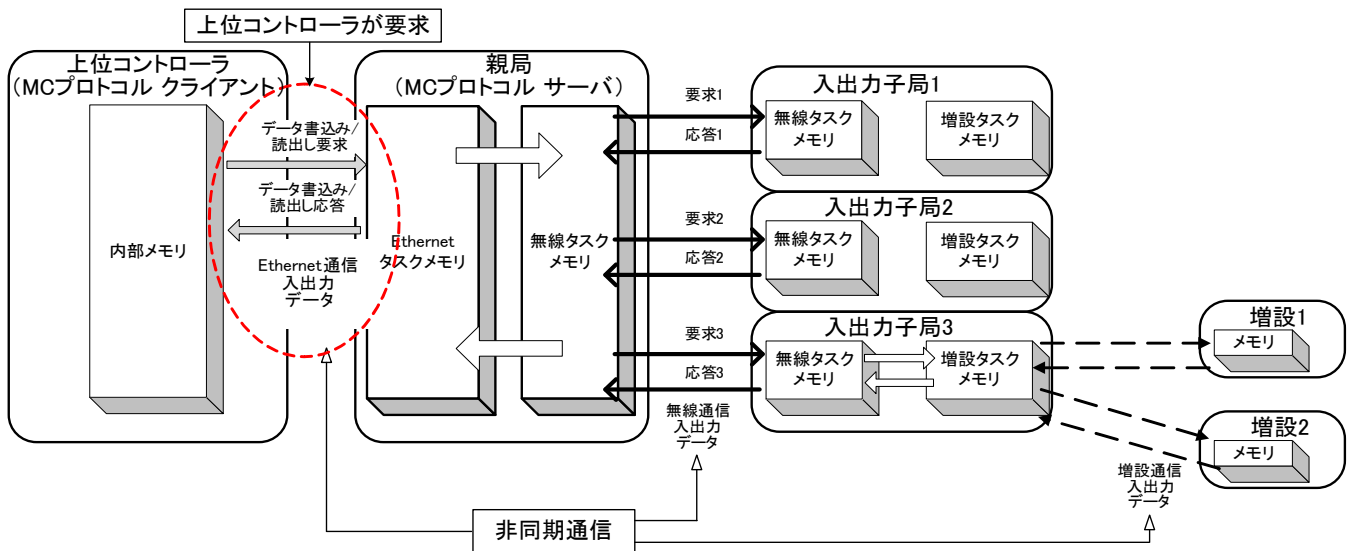 上位コントローラが要求
上位コントローラ
（MCプロトコル クライアント）
内部メモリ
データ書込み/
読出し要求
データ書込み/
読出し応答
Ethernet通信
入出力
データ
親局
（MCプロトコル サーバ）
Ethernet
タスクメモリ
無線タスク
メモリ
要求1
応答1
要求2
応答2
要求3
応答3
無線通信
入出力
データ
入出力子局1
無線タスク
メモリ
増設タスク
メモリ
入出力子局2
無線タスク
メモリ
増設タスク
メモリ
入出力子局3
無線タスク
メモリ
増設タスク
メモリ
増設1
メモリ
増設2
メモリ
増設通信
入出力
データ
非同期通信